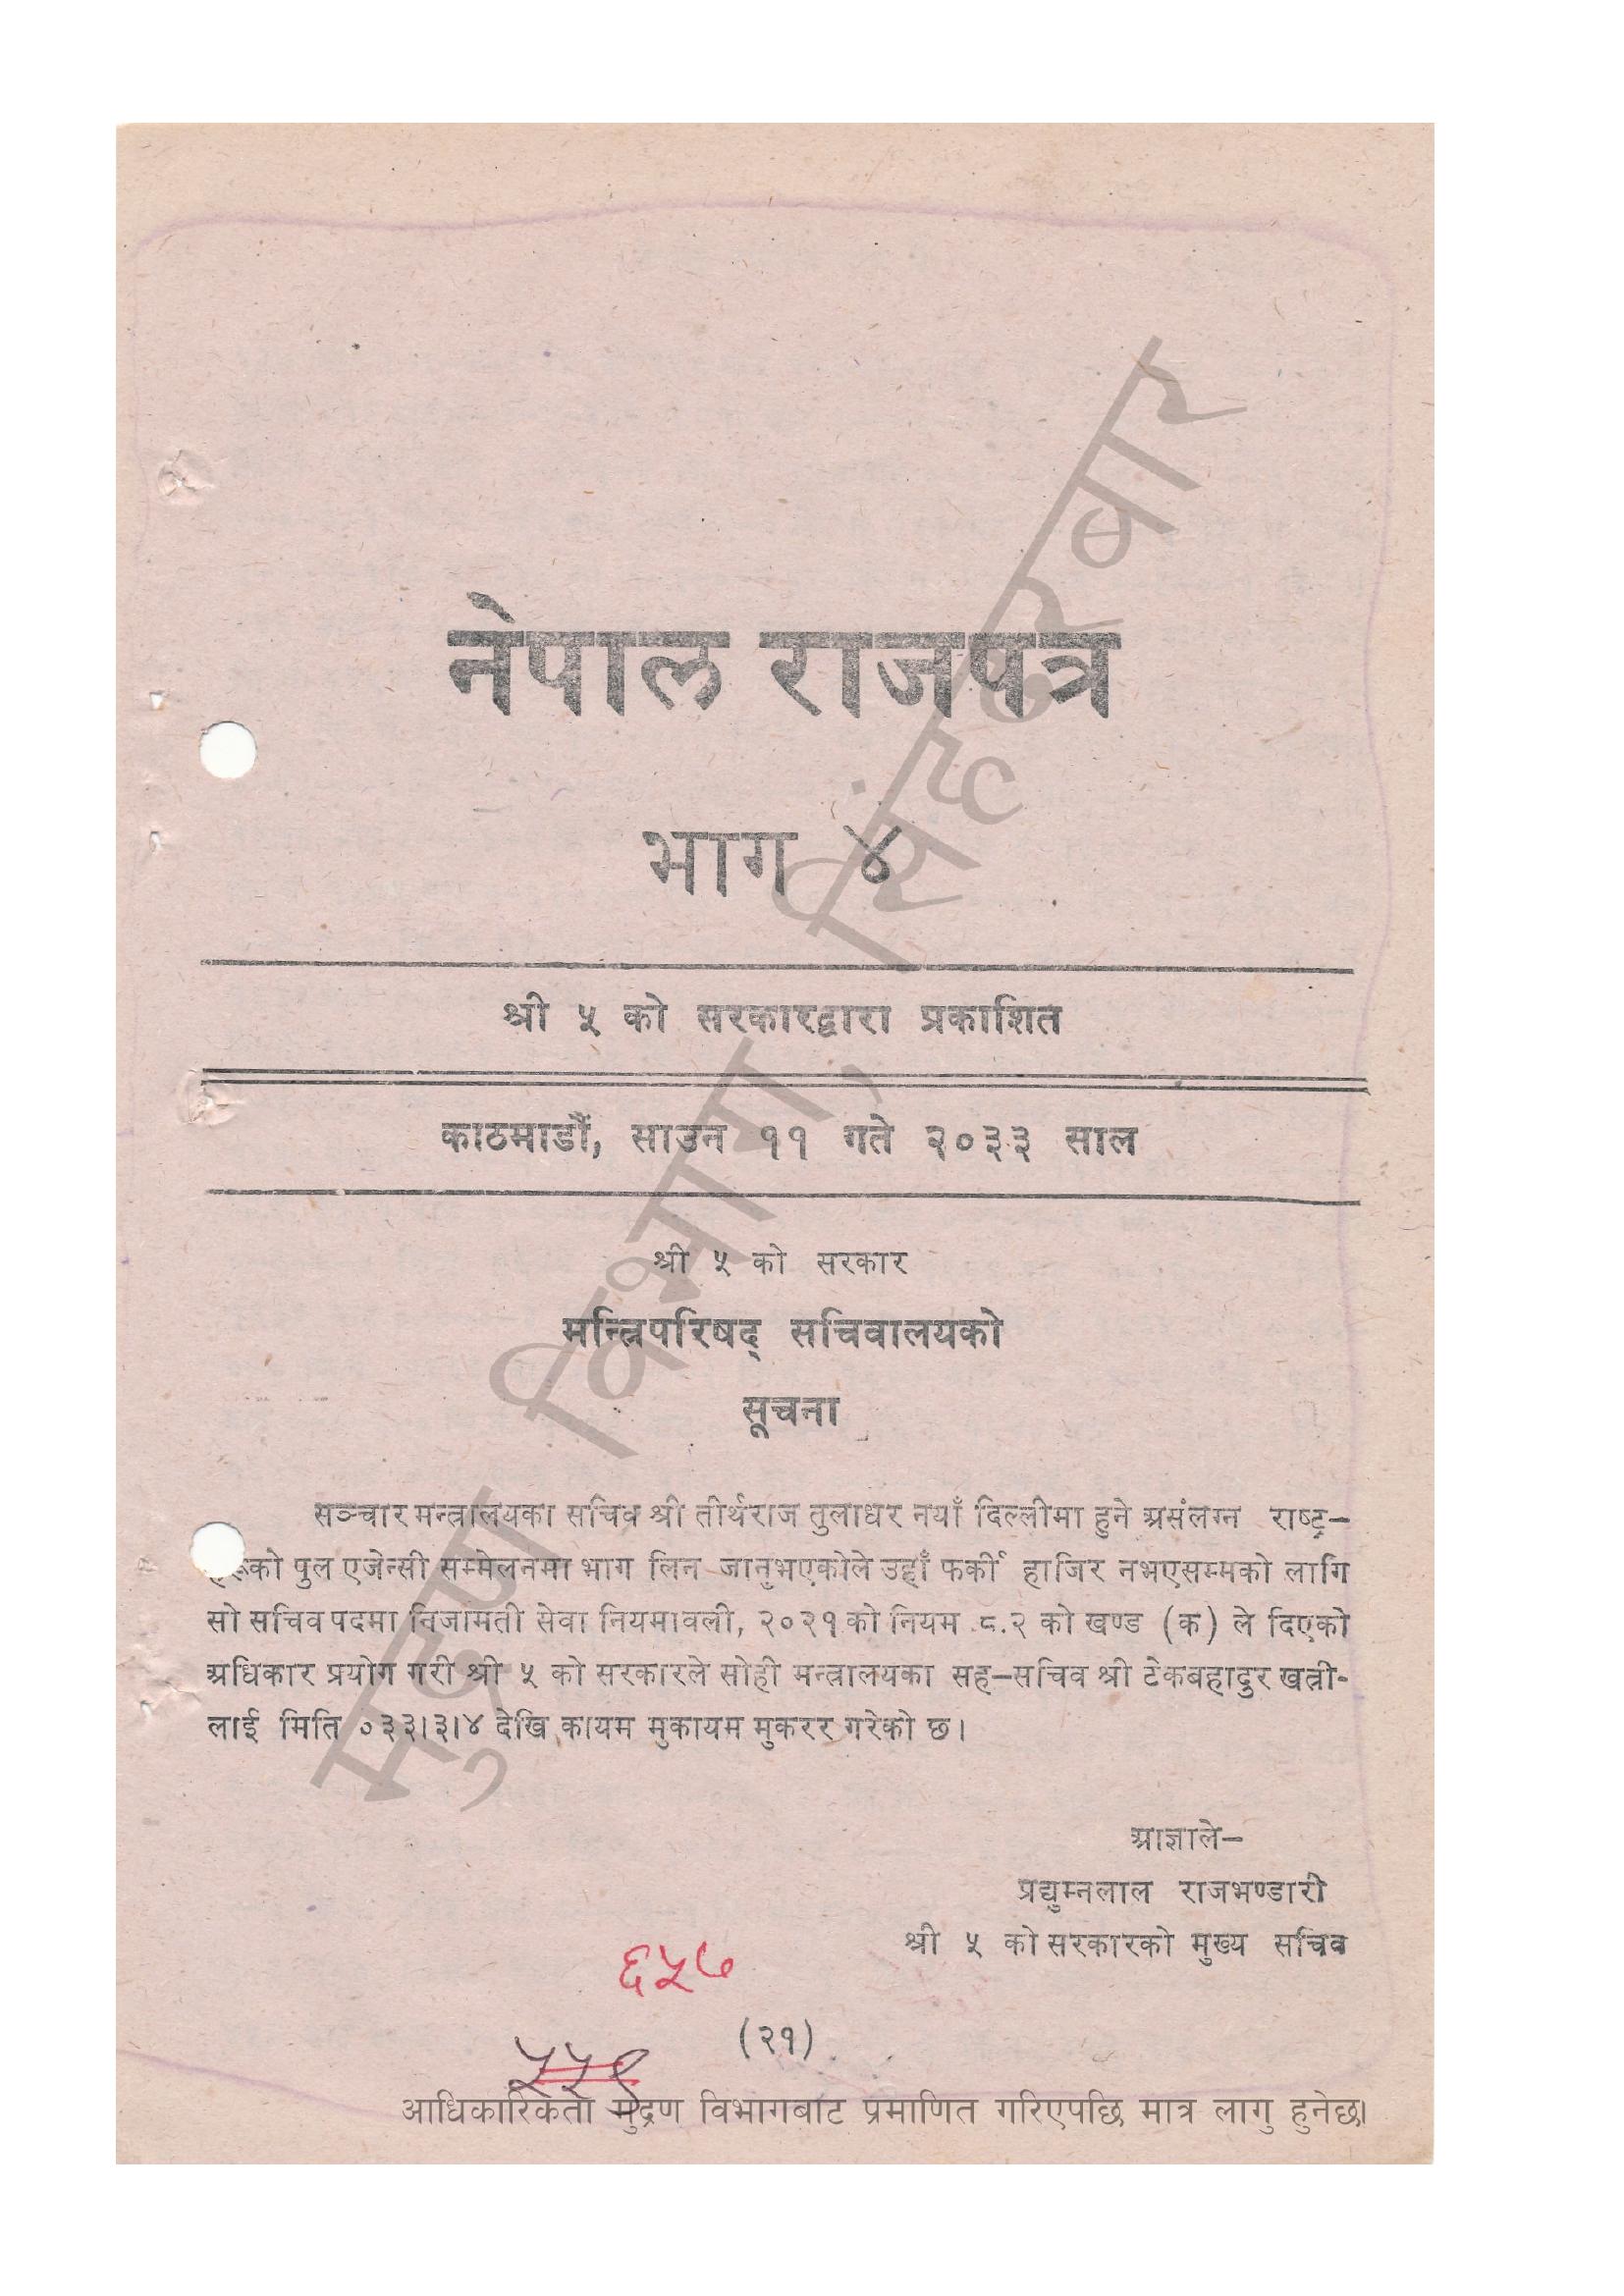 नेपाल राजपत्र
भाग ४
श्री ५ को सरकारद्वारा प्रकाशित
काठमाडौं, साउन ११ गते २०३३ साल
श्री ५ को सरकार
मन्त्रिपरिषद् सचिवालयको
सूचना
सञ्चार मन्त्रालयका सचिव श्री तीर्थराज तुलाधर नयाँ दिल्लीमा हुने असंलग्न राष्ट्र–
हरूको पुल एजेन्सी सम्मेलनमा भाग लिन जानुभएकोले उहाँ फर्की हाजिर नभएसम्मको लागि
सो सचिव पदमा निजामती सेवा नियमावली, २०२१ को नियम ८.२ को खण्ड (क) ले दिएको
अधिकार प्रयोग गरी श्री ५ को सरकारले सोही मन्त्रालयका सह–सचिव श्री टेकबहादुर खत्री-
लाई मिति ०३३।३।४ देखि कायम मुकायम मुकरर गरेको छ।
आज्ञाले–
प्रद्युम्नलाल राजभण्डारी
श्री ५ को सरकारको मुख्य सचिव
६५७
(२१)
५५९
आधिकारिकता मुद्रण विभागबाट प्रमाणित गरिएपछि मात्र लागु हुनेछ।
मुद्रण विभाग, सिंहदरबार